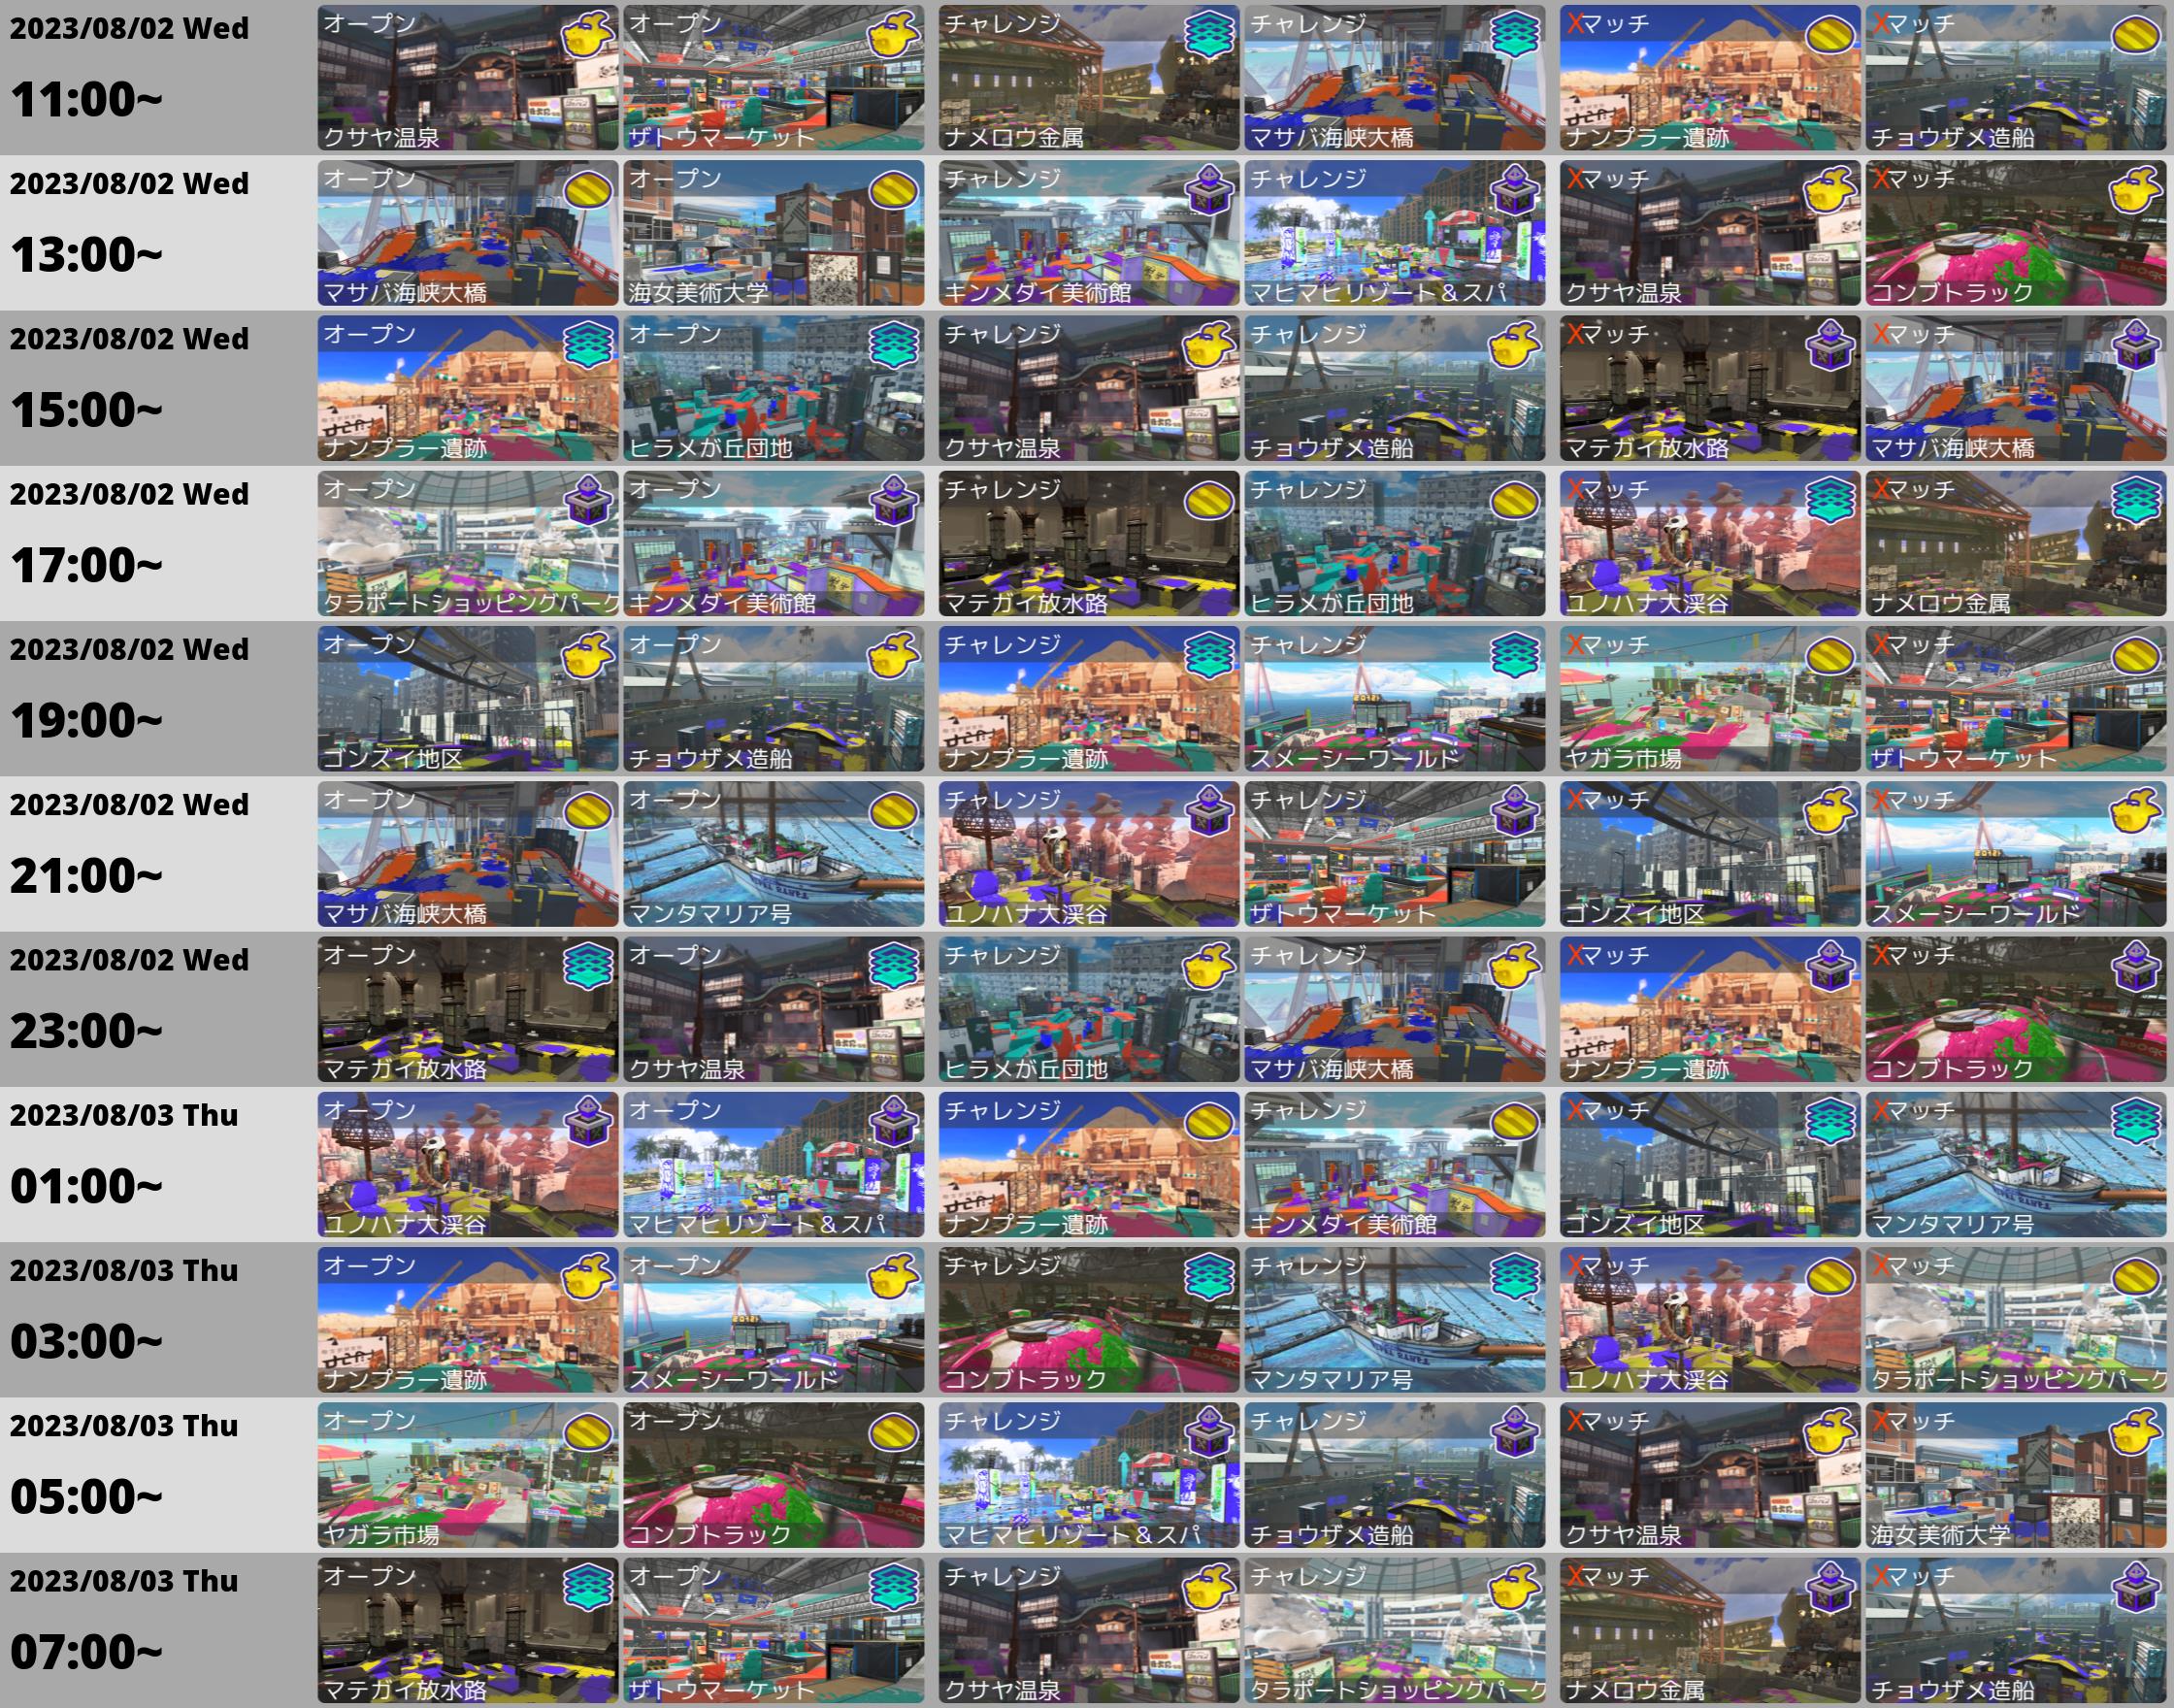 2023/08/02 Wed
11:00~
オープン
クサヤ温泉
オープン
ザトウマーケット
チャレンジ
ナメロウ金属
チャレンジ
マサバ海峡大橋
Xマッチ
ナンプラー遺跡
Xマッチ
チョウザメ造船
2023/08/02 Wed
13:00~
オープン
マサバ海峡大橋
オープン
海女美術大学
チャレンジ
キンメダイ美術館
チャレンジ
マヒマヒリゾート＆スパ
Xマッチ
クサヤ温泉
Xマッチ
コンブトラック
2023/08/02 Wed
15:00~
オープン
ナンプラー遺跡
オープン
ヒラメが丘団地
チャレンジ
クサヤ温泉
チャレンジ
チョウザメ造船
Xマッチ
マテガイ放水路
Xマッチ
マサバ海峡大橋
2023/08/02 Wed
17:00~
オープン
タラポートショッピングパーク
オープン
キンメダイ美術館
チャレンジ
マテガイ放水路
チャレンジ
ヒラメが丘団地
Xマッチ
ユノハナ大渓谷
Xマッチ
ナメロウ金属
2023/08/02 Wed
19:00~
オープン
ゴンズイ地区
オープン
チョウザメ造船
チャレンジ
ナンプラー遺跡
チャレンジ
スメーシーワールド
Xマッチ
ヤガラ市場
Xマッチ
ザトウマーケット
2023/08/02 Wed
21:00~
オープン
マサバ海峡大橋
オープン
マンタマリア号
チャレンジ
ユノハナ大渓谷
チャレンジ
ザトウマーケット
Xマッチ
ゴンズイ地区
Xマッチ
スメーシーワールド
2023/08/02 Wed
23:00~
オープン
マテガイ放水路
オープン
クサヤ温泉
チャレンジ
ヒラメが丘団地
チャレンジ
マサバ海峡大橋
Xマッチ
ナンプラー遺跡
Xマッチ
コンブトラック
2023/08/03 Thu
01:00~
オープン
ユノハナ大渓谷
オープン
マヒマヒリゾート＆スパ
チャレンジ
ナンプラー遺跡
チャレンジ
キンメダイ美術館
Xマッチ
ゴンズイ地区
Xマッチ
マンタマリア号
2023/08/03 Thu
03:00~
オープン
ナンプラー遺跡
オープン
スメーシーワールド
チャレンジ
コンブトラック
チャレンジ
マンタマリア号
Xマッチ
ユノハナ大渓谷
Xマッチ
タラポートショッピングパーク
2023/08/03 Thu
05:00~
オープン
ヤガラ市場
オープン
コンブトラック
チャレンジ
マヒマヒリゾート＆スパ
チャレンジ
チョウザメ造船
Xマッチ
クサヤ温泉
Xマッチ
海女美術大学
2023/08/03 Thu
07:00~
オープン
マテガイ放水路
オープン
ザトウマーケット
チャレンジ
クサヤ温泉
チャレンジ
タラポートショッピングパーク
Xマッチ
ナメロウ金属
Xマッチ
チョウザメ造船